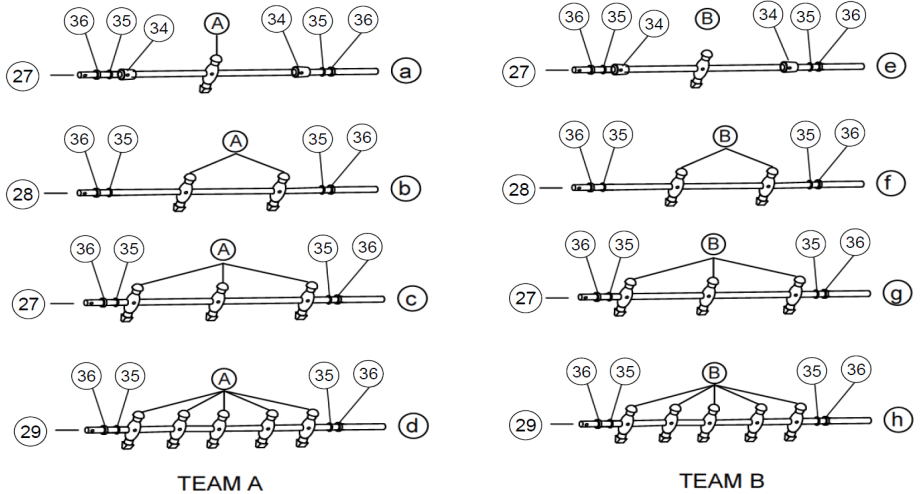 36 35 34 A 34 35 36
27 a
36 35 A 35 36
28 b
36 35 A 35 36
27 c
36 35 A 35 36
29 d
TEAM A
36 35 34 B 34 35 36
27 e
36 35 B 35 36
28 f
36 35 B 35 36
27 g
36 35 B 35 36
29 h
TEAM B